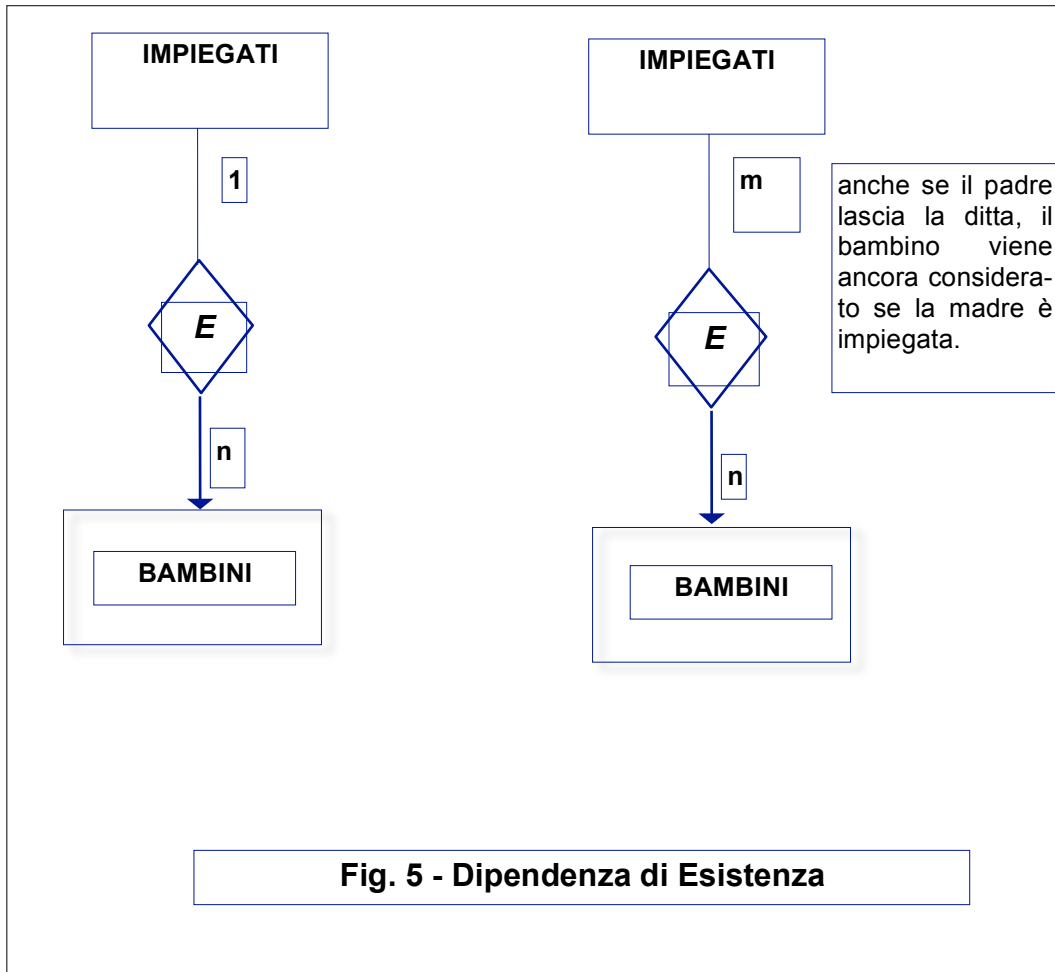 IMPIEGATI
1
E
n
BAMBINI
IMPIEGATI
m
anche se il padre
lascia la ditta, il
bambino viene
ancora considera-
to se la madre è
impiegata.
E
n
BAMBINI
Fig. 5 - Dipendenza di Esistenza